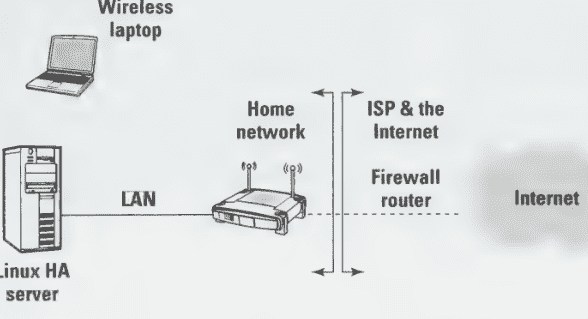 Wireless
laptop
Home
network
ISP & the
Internet
Firewall
router
Internet
LAN
Linux HA
server